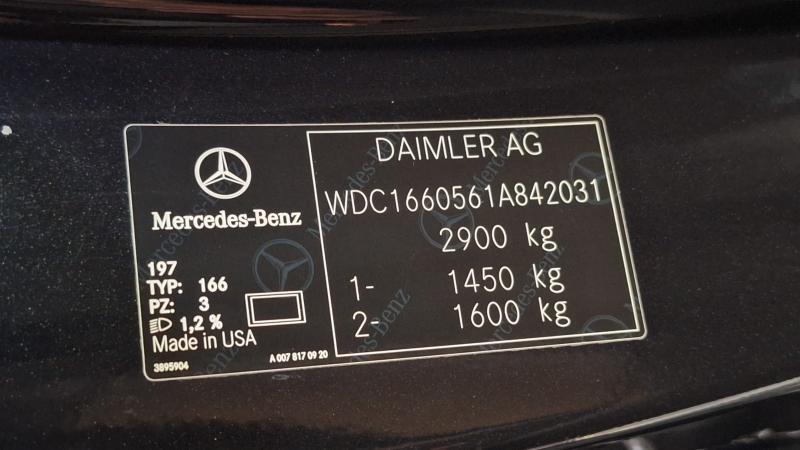 Mercedes-Benz
197
TYP: 166
PZ: 3
1,2 %
Made in USA
3895904
A 007 817 09 20
DAIMLER AG
WDC1660561A842031
2900 kg
1- 1450 kg
2- 1600 kg